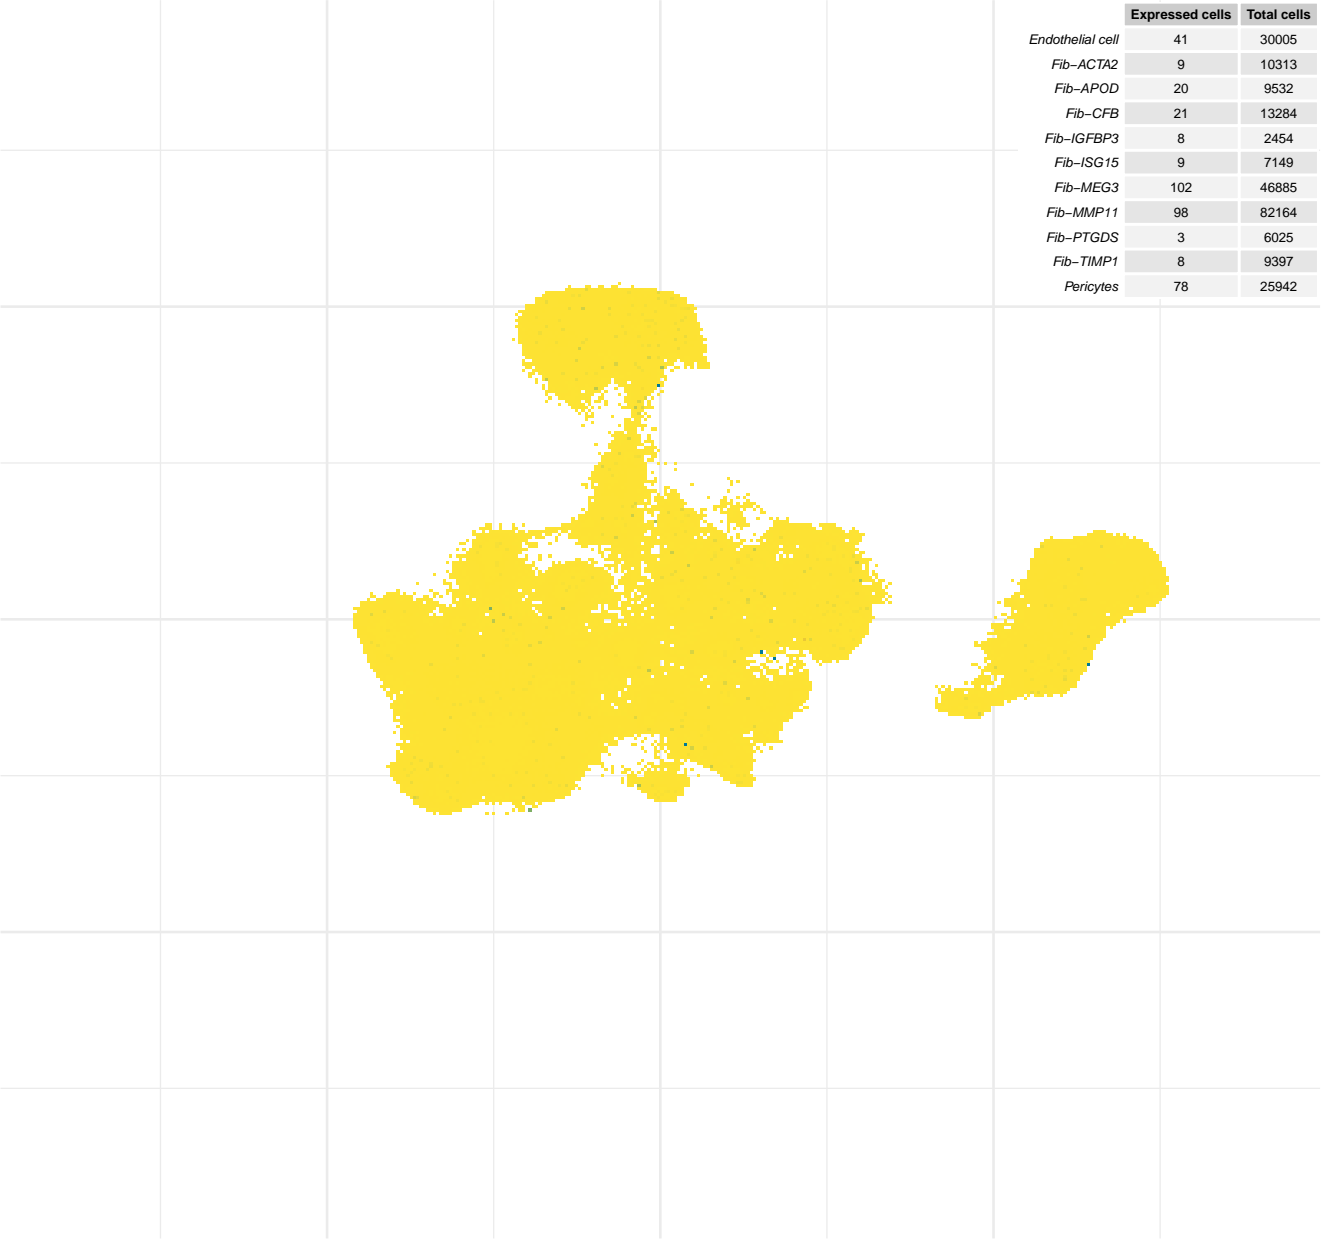 Expressed cells Total cells
Endothelial cell 41 30005
Fib−ACTA2 9 10313
Fib−APOD 20 9532
Fib−CFB 21 13284
Fib−IGFBP3 8 2454
Fib−ISG15 9 7149
Fib−MEG3 102 46885
Fib−MMP11 98 82164
Fib−PTGDS 3 6025
Fib−TIMP1 8 9397
Pericytes 78 25942